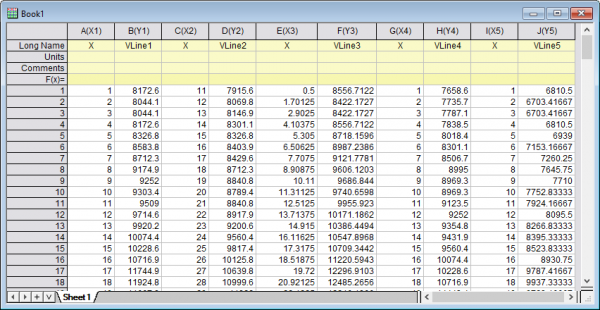 Book1
A(X1) B(Y1) C(X2) D(Y2) E(X3) F(Y3) G(X4) H(Y4) I(X5) J(Y5)
Long Name X VLine1 X VLine2 X VLine3 X VLine4 X VLine5
Units
Comments
F(x)=
1 1 8172.6 11 7915.6 0.5 8556.7122 1 7658.6 1 6810.5
2 2 8044.1 12 8069.8 1.70125 8422.1727 2 7735.7 2 6703.41667
3 3 8044.1 13 8146.9 2.9025 8422.1727 3 7787.1 3 6703.41667
4 4 7838.5 14 8301.1 4.10375 8556.7122 4 7838.5 4 6810.5
5 5 8326.8 15 8326.8 5.305 8718.1596 5 8018.4 5 6939
6 6 8583.8 16 8403.9 6.50625 8987.2386 6 8301.1 6 7153.16667
7 7 8712.3 17 8429.6 7.7075 9121.7781 7 8506.7 7 7260.25
8 8 9174.9 18 8712.3 8.90875 9606.1203 8 8995 8 7645.75
9 9 9252 19 8840.8 10.11 9686.844 9 8969.3 9 7710
10 10 9303.4 20 8789.4 11.31125 9740.6598 10 8969.3 10 7752.83333
11 11 9509 21 8840.8 12.5125 9955.923 11 9123.5 11 7924.16667
12 12 9714.6 22 8917.9 13.71375 10171.1862 12 9252 12 8095.5
13 13 9920.2 23 9200.6 14.915 10386.4494 13 9354.8 13 8266.83333
14 14 10074.4 24 9560.4 16.11625 10547.8968 14 9431.9 14 8395.33333
15 15 10228.6 25 9817.4 17.3175 10709.3442 15 9560.4 15 8523.83333
16 16 10716.9 26 10125.8 18.51875 11220.5943 16 10074.4 16 8930.75
17 17 11744.9 27 10639.8 19.72 12296.9103 17 10228.6 17 9787.41667
18 18 11924.8 28 10999.6 20.92125 12485.2656 18 10716.9 18 9937.33333
Sheet1